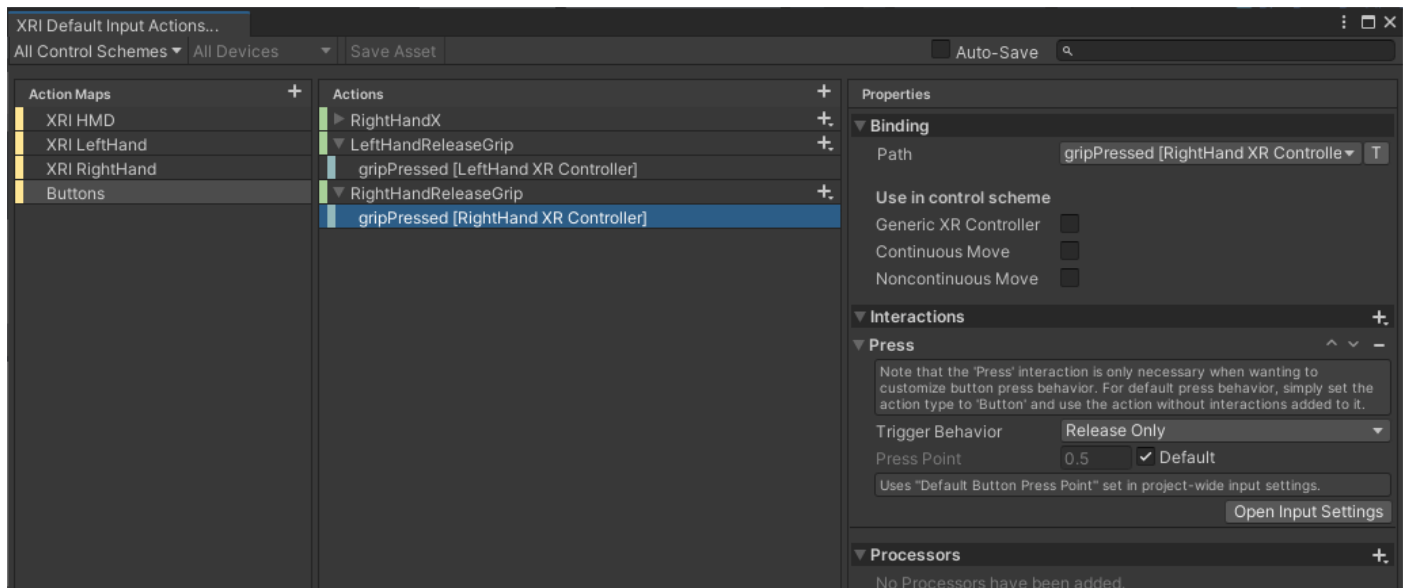 XRI Default Input Actions...
All Control Schemes All Devices Save Asset Auto-Save
Action Maps
XRI HMD
XRI LeftHand
XRI RightHand
Buttons
Actions
RightHandX
LeftHandReleaseGrip
gripPressed [LeftHand XR Controller]
RightHandReleaseGrip
gripPressed [RightHand XR Controller]
Properties
Binding
Path gripPressed [RightHand XR Controlle T
Use in control scheme
Generic XR Controller
Continuous Move
Noncontinuous Move
Interactions
Press
Note that the 'Press' interaction is only necessary when wanting to
customize button press behavior. For default press behavior, simply set the
action type to 'Button' and use the action without interactions added to it.
Trigger Behavior Release Only
Press Point 0.5 Default
Uses "Default Button Press Point" set in project-wide input settings.
Open Input Settings
Processors
No Processors have been added.